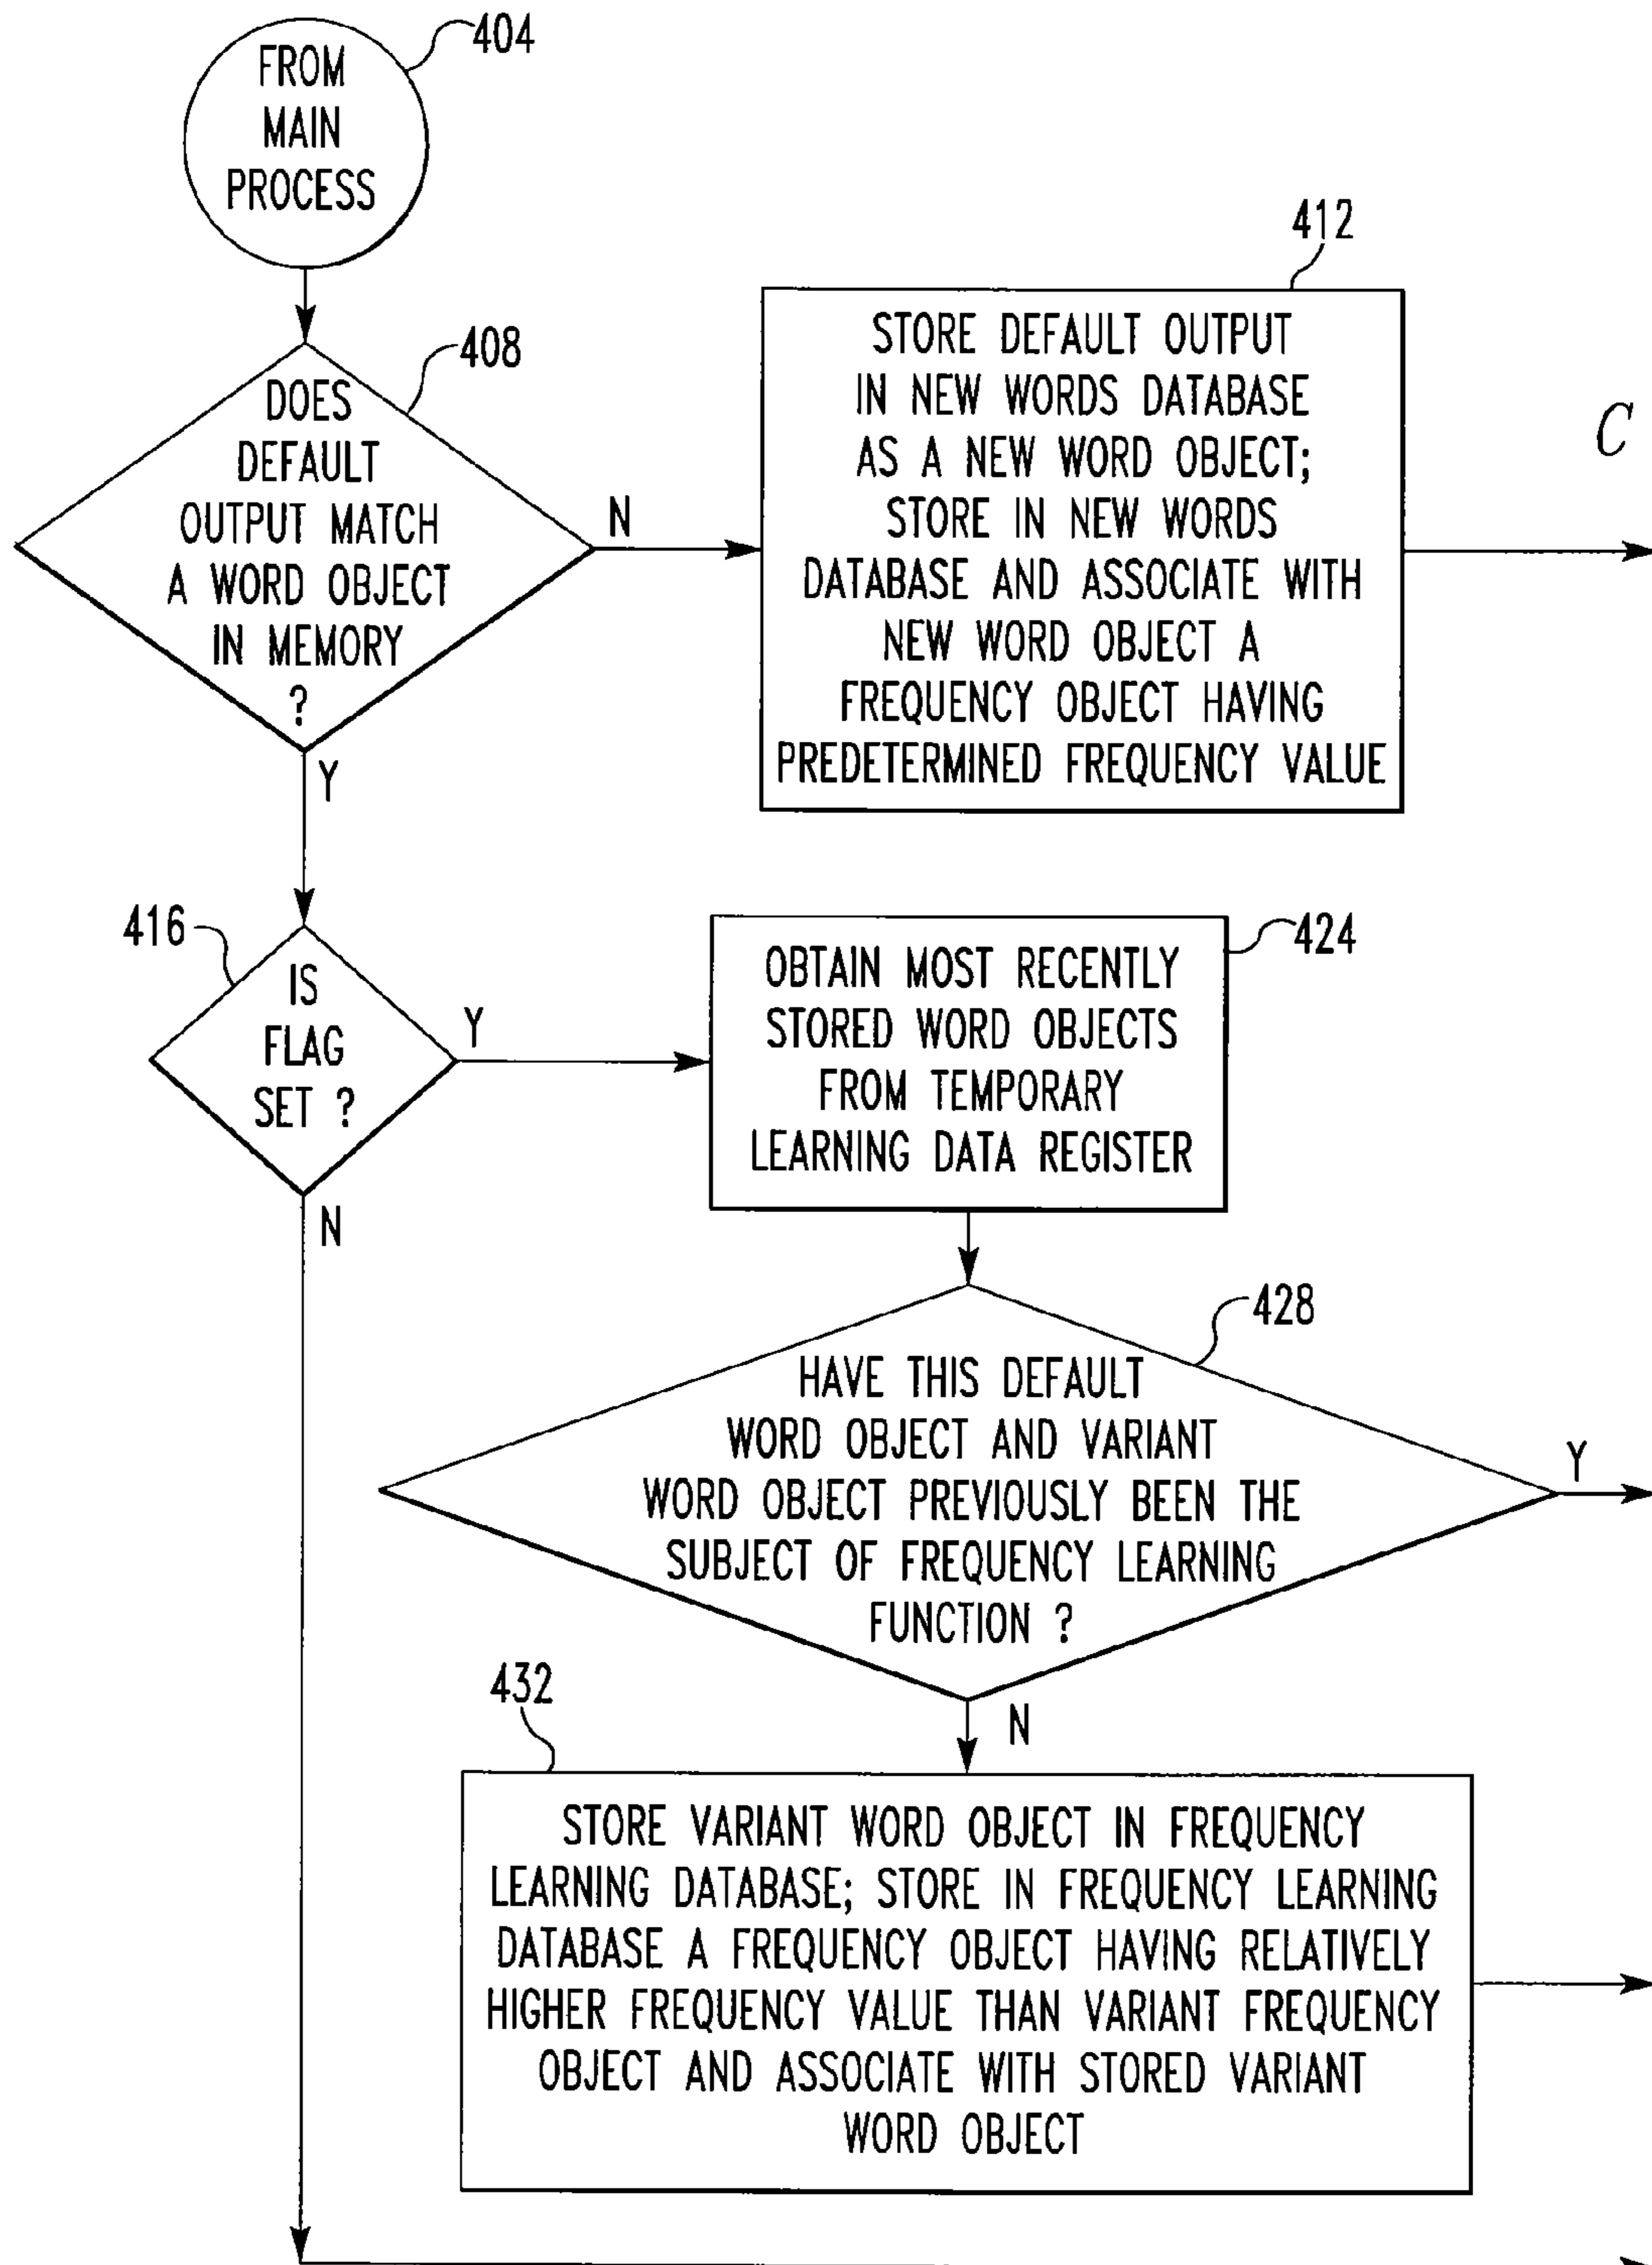 404
FROM
MAIN
PROCESS
408
DOES
DEFAULT
OUTPUT MATCH
A WORD OBJECT
IN MEMORY
?
N
Y
412
STORE DEFAULT OUTPUT
IN NEW WORDS DATABASE
AS A NEW WORD OBJECT;
STORE IN NEW WORDS
DATABASE AND ASSOCIATE WITH
NEW WORD OBJECT A
FREQUENCY OBJECT HAVING
PREDETERMINED FREQUENCY VALUE
C
416
IS
FLAG
SET ?
Y
N
424
OBTAIN MOST RECENTLY
STORED WORD OBJECTS
FROM TEMPORARY
LEARNING DATA REGISTER
428
HAVE THIS DEFAULT
WORD OBJECT AND VARIANT
WORD OBJECT PREVIOUSLY BEEN THE
SUBJECT OF FREQUENCY LEARNING
FUNCTION ?
Y
N
432
STORE VARIANT WORD OBJECT IN FREQUENCY
LEARNING DATABASE; STORE IN FREQUENCY LEARNING
DATABASE A FREQUENCY OBJECT HAVING RELATIVELY
HIGHER FREQUENCY VALUE THAN VARIANT FREQUENCY
OBJECT AND ASSOCIATE WITH STORED VARIANT
WORD OBJECT